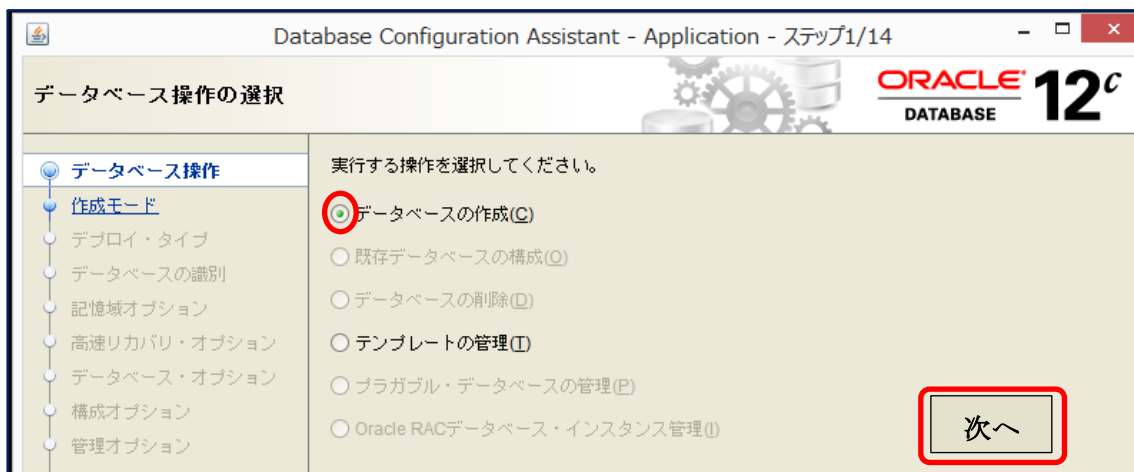 Database Configuration Assistant - Application - ステップ1/14
データベース操作の選択
ORACLE
DATABASE
12c
データベース操作
作成モード
デプロイ・タイプ
データベースの識別
記憶域オプション
高速リカバリ・オプション
データベース・オプション
構成オプション
管理オプション
実行する操作を選択してください。
データベースの作成(C)
既存データベースの構成(O)
データベースの削除(D)
テンプレートの管理(T)
プラガブル・データベースの管理(P)
Oracle RACデータベース・インスタンス管理(I)
次へ